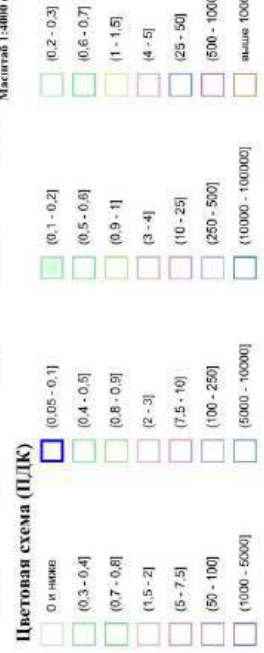 Масштаб 1:4000 (
Цветовая схема (ПДК)
0 и ниже (0,05 - 0,1] (0,1 - 0,2] (0,2 - 0,3]
(0,3 - 0,4] (0,4 - 0,5] (0,5 - 0,6] (0,6 - 0,7]
(0,7 - 0,8] (0,8 - 0,9] (0,9 - 1] (1 - 1,5]
(1,5 - 2] (2 - 3] (3 - 4] (4 - 5]
(5 - 7,5] (7,5 - 10] (10 - 25] (25 - 50]
(50 - 100] (100 - 250] (250 - 500] (500 - 1000
(1000 - 5000] (5000 - 10000] (10000 - 100000] выше 1000